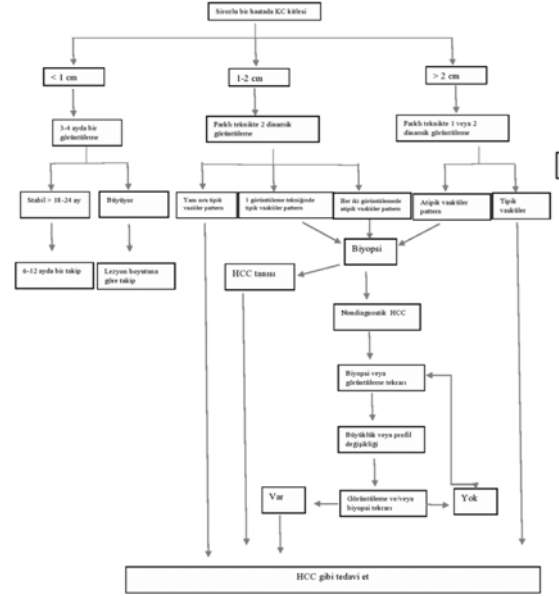 Sirozlu bir hastada KC kitlesi
< 1 cm
1-2 cm
> 2 cm
3-4 ayda bir
görüntüleme
Farklı teknikte 2 dinamik
görüntüleme
Farklı teknikte 1 veya 2
dinamik görüntüleme
Stabil > 18-24 ay
Büyüyor
tipik
pattern
1 görüntüleme tekniğinde
tipik vasküler pattern
Her iki görüntülemede
atipik vasküler pattern
Atipik vasküler
pattern
Tipik
vasküler
6-12 ayda bir takip
Lezyon boyutuna
göre takip
Biyopsi
HCC tanısı
Nondiagnostik HCC
Biyopsi veya
görüntüleme tekrarı
Büyüklük veya profil
değişikliği
Var
Görüntüleme ve/veya
biyopsi tekrarı
Yok
HCC gibi tedavi et